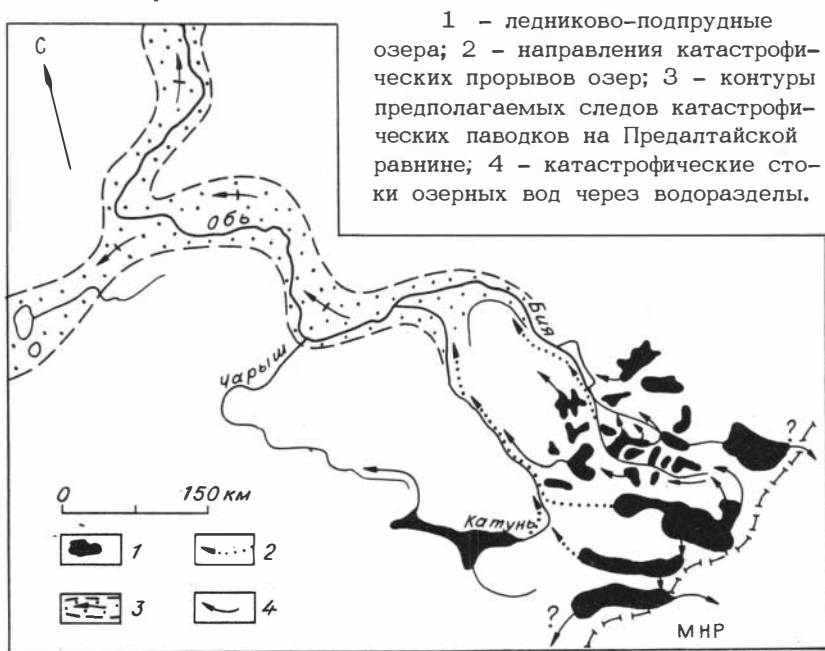 1 - ледниково-подпрудные
озера; 2 - направления катастрофи-
ческих прорывов озер; 3 - контуры
предполагаемых следов катастрофи-
ческих паводков на Предалтайской
равнине; 4 - катастрофические сто-
ки озерных вод через водоразделы.
С
Обь
Бия
Чарыш
?
0 150 км
Катунь
1 2
3 4
?
МНР